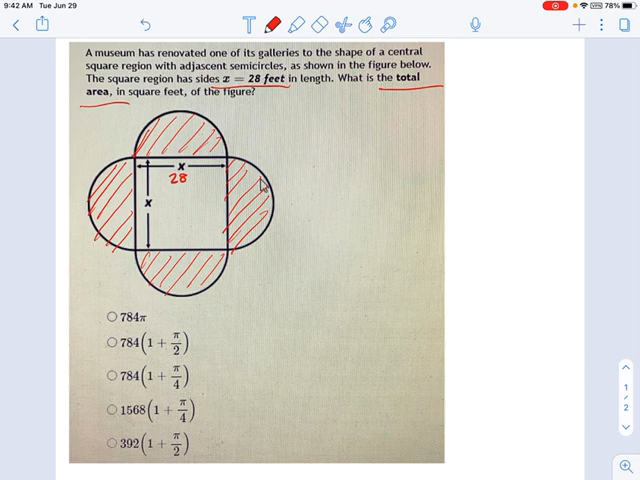 9:42 AM Tue Jun 29
VPN 78%
T
A museum has renovated one of its galleries to the shape of a central
square region with adjascent semicircles, as shown in the figure below.
The square region has sides x = 28 feet in length. What is the total
area, in square feet, of the figure?
x
28
x
784π
784(1 + π/2)
784(1 + π/4)
1568(1 + π/4)
392(1 + π/2)
1
/
2